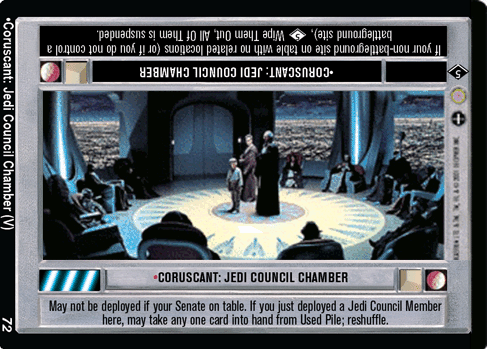 If your non-battleground site on table with no related locations (or if you do not control a
battleground site), 5 Wipe Them Out, All Of Them is suspended.
•CORUSCANT: JEDI COUNCIL CHAMBER
5
•Coruscant: Jedi Council Chamber (V)
72
•CORUSCANT: JEDI COUNCIL CHAMBER
May not be deployed if your Senate on table. If you just deployed a Jedi Council Member
here, may take any one card into hand from Used Pile; reshuffle.